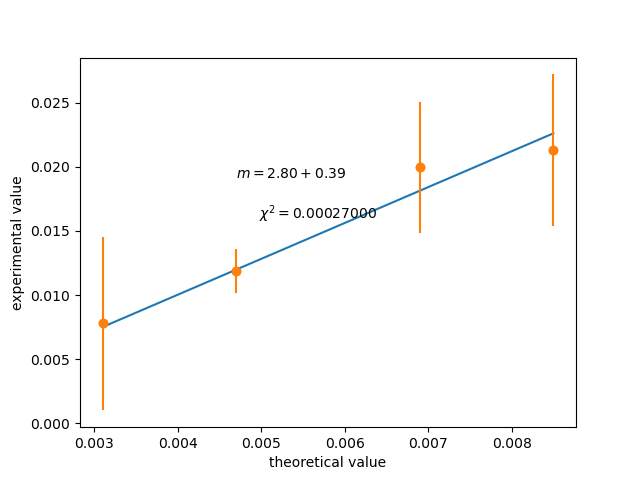 0.025
0.020
0.015
0.010
0.005
0.000
experimental value
m = 2.80 + 0.39
χ² = 0.00027000
0.003 0.004 0.005 0.006 0.007 0.008
theoretical value